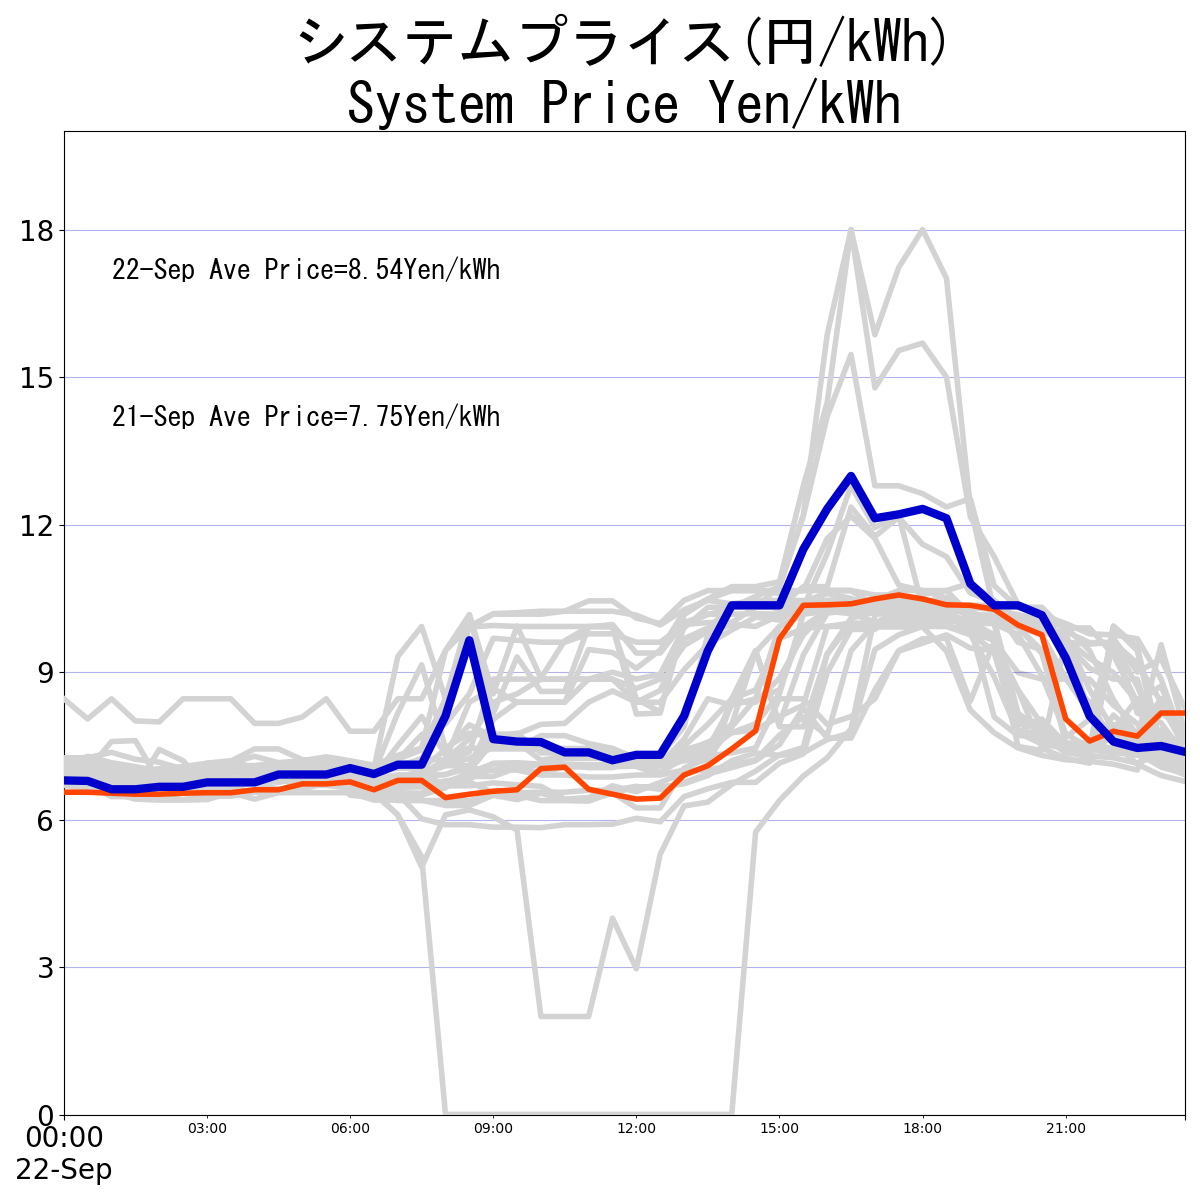 システムプライス(円/kWh)
System Price Yen/kWh
18
22-Sep Ave Price=8.54Yen/kWh
15
21-Sep Ave Price=7.75Yen/kWh
12
9
6
3
0
00:00 03:00 06:00 09:00 12:00 15:00 18:00 21:00
22-Sep